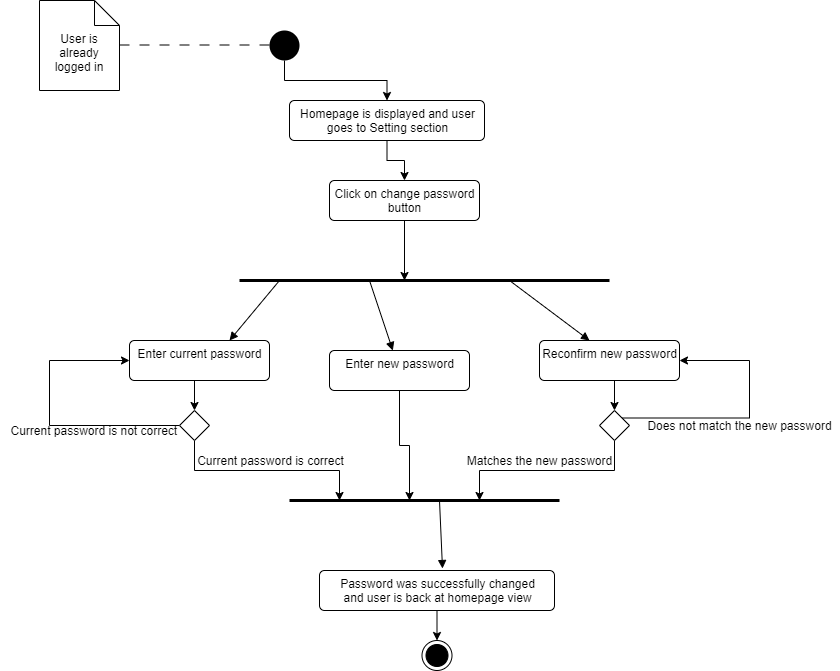 User is
already
logged in
Homepage is displayed and user
goes to Setting section
Click on change password
button
Enter current password
Enter new password
Reconfirm new password
Current password is not correct
Does not match the new password
Current password is correct
Matches the new password
Password was successfully changed
and user is back at homepage view